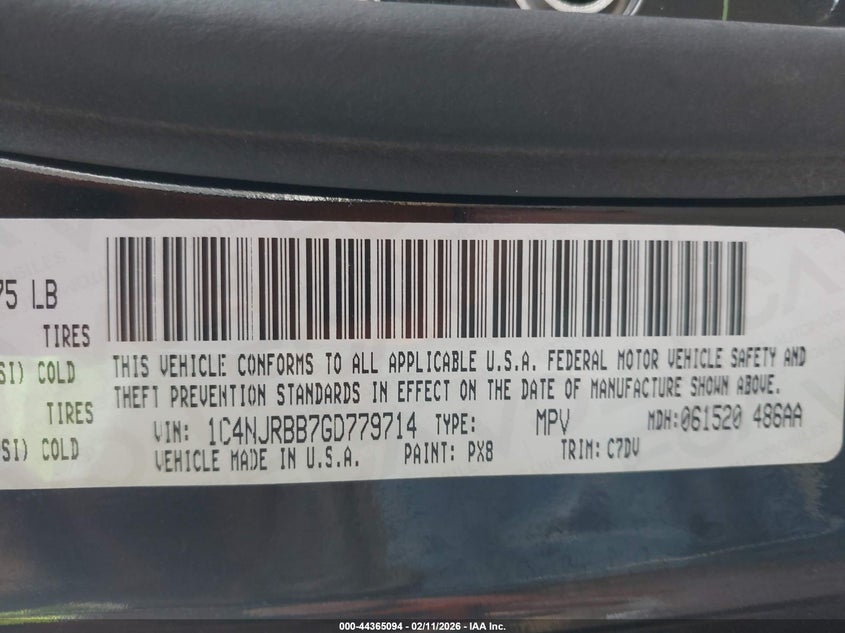 75 LB
TIRES
SI) COLD
TIRES
SI) COLD
THIS VEHICLE CONFORMS TO ALL APPLICABLE U.S.A. FEDERAL MOTOR VEHICLE SAFETY AND
THEFT PREVENTION STANDARDS IN EFFECT ON THE DATE OF MANUFACTURE SHOWN ABOVE.
VIN: 1C4NJRBB7GD779714 TYPE: MPV MDH:061520 486AA
VEHICLE MADE IN U.S.A. PAINT: PX8 TRIM: C7DV
000-44365094 - 02/11/2026 - IAA Inc.